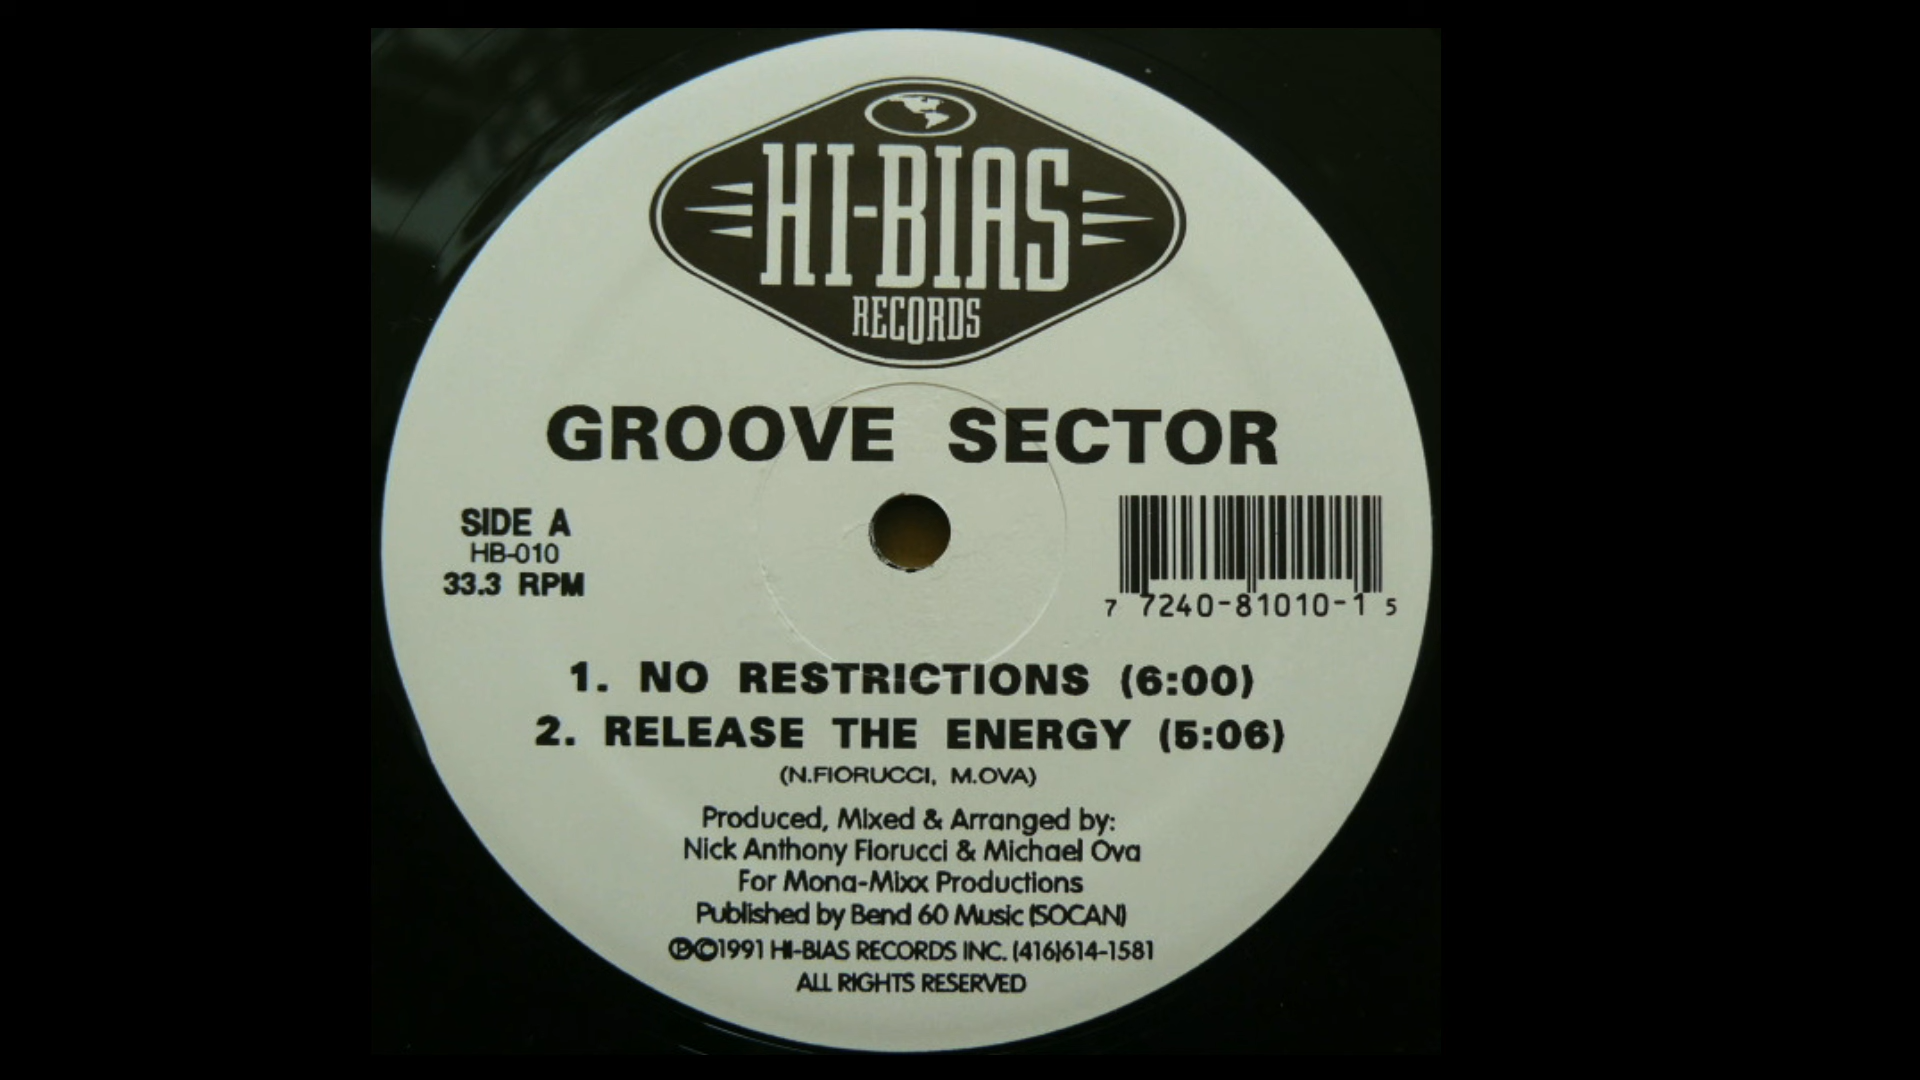 HI-BIAS
RECORDS
GROOVE SECTOR
SIDE A
HB-010
33.3 RPM
7 7240-81010-1 5
1. NO RESTRICTIONS (6:00)
2. RELEASE THE ENERGY (5:06)
(N.FIORUCCI, M.OVA)
Produced, Mixed & Arranged by:
Nick Anthony Fiorucci & Michael Ova
For Mona-Mixx Productions
Published by Bend 60 Music (SOCAN)
℗©1991 HI-BIAS RECORDS INC. (416)614-1581
ALL RIGHTS RESERVED